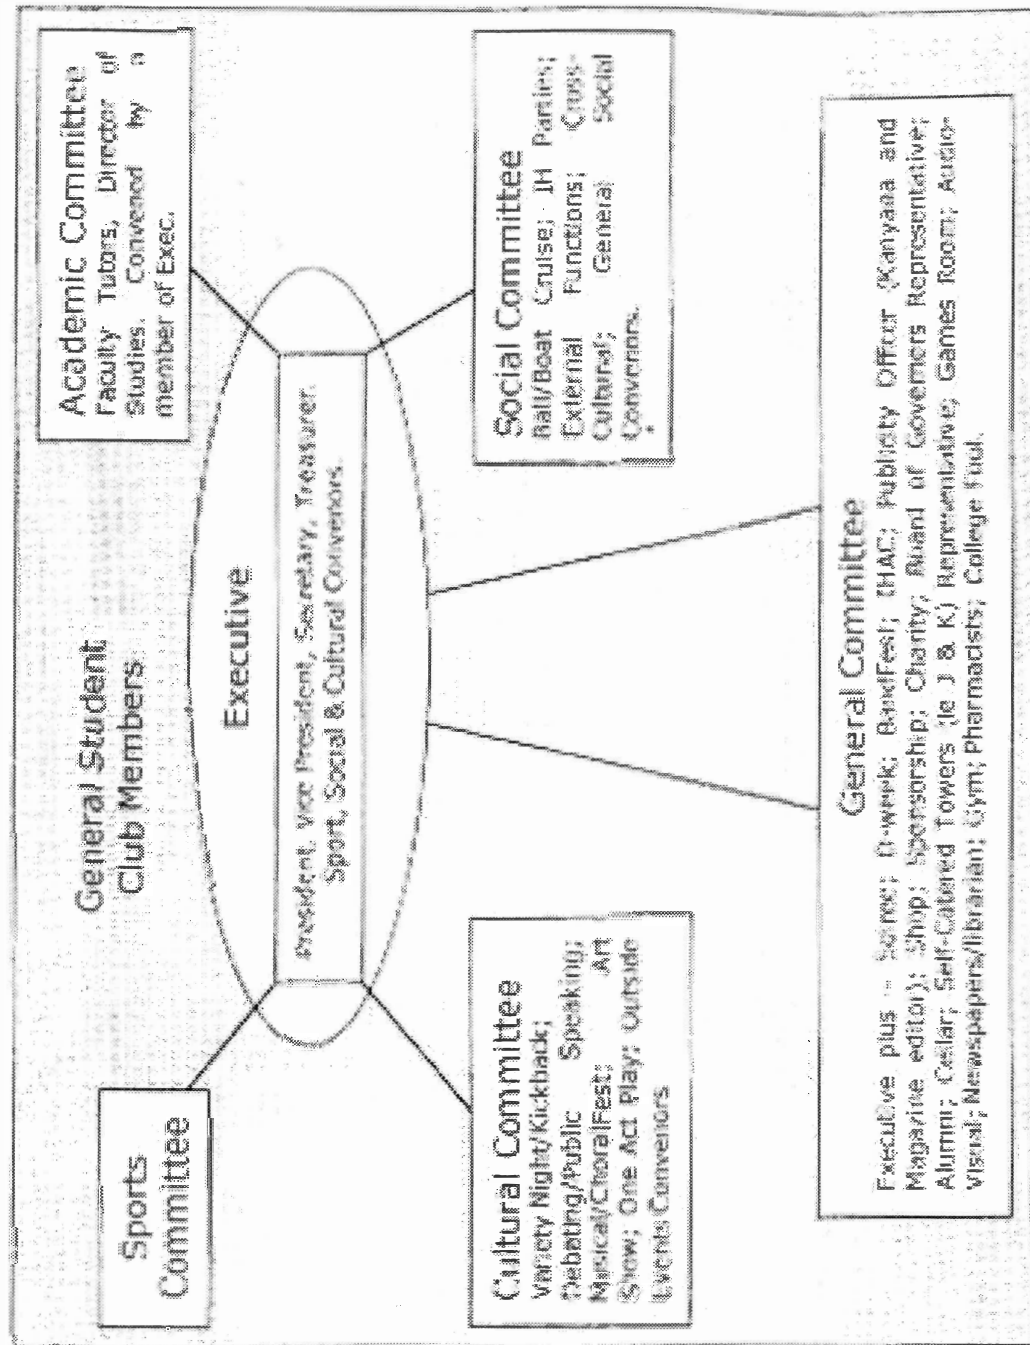 General Student
Club Members
Sports
Committee
Academic Committee
Faculty Tutors, Director of
Studies. Convened by a
member of Exec.
Executive
President, Vice President, Secretary, Treasurer.
Sport, Social & Cultural Convenors.
Cultural Committee
Variety Night/Kickback;
Debating/Public Speaking;
Musical/ChoralFest; Art
Show; One Act Play; Outside
Events Convenors
Social Committee
Ball/Boat Cruise; IH Parties;
External Functions; Cross-
Cultural; General Social
Convenors.
General Committee
Executive plus – Soiree; O-week; BandFest; IHAC; Publicity Officer (Kanyana and
Magazine editor); Shop; Sponsorship; Charity; Board of Governors Representative;
Alumni; Cellar; Self-Catered Towers (ie J & K) Representative; Games Room; Audio-
Visual; Newspapers/librarian; Gym; Pharmacists; College Fool.